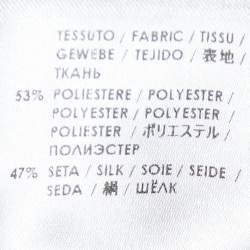 TESSUTO / FABRIC / TISSU /
GEWEBE / TEJIDO / 表地 /
ТКАНЬ
53% POLIESTERE / POLYESTER /
POLYESTER / POLYESTER /
POLIESTER / ポリエステル /
ПОЛИЭСТЕР
47% SETA / SILK / SOIE / SEIDE /
SEDA / 絹 / ШЁЛК